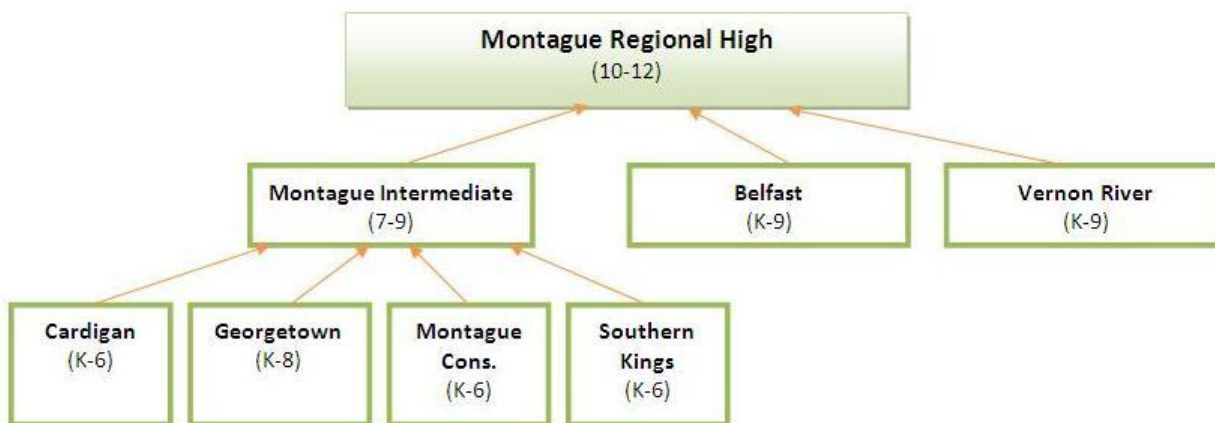 Montague Regional High
(10-12)
Montague Intermediate
(7-9)
Belfast
(K-9)
Vernon River
(K-9)
Cardigan
(K-6)
Georgetown
(K-8)
Montague
Cons.
(K-6)
Southern
Kings
(K-6)